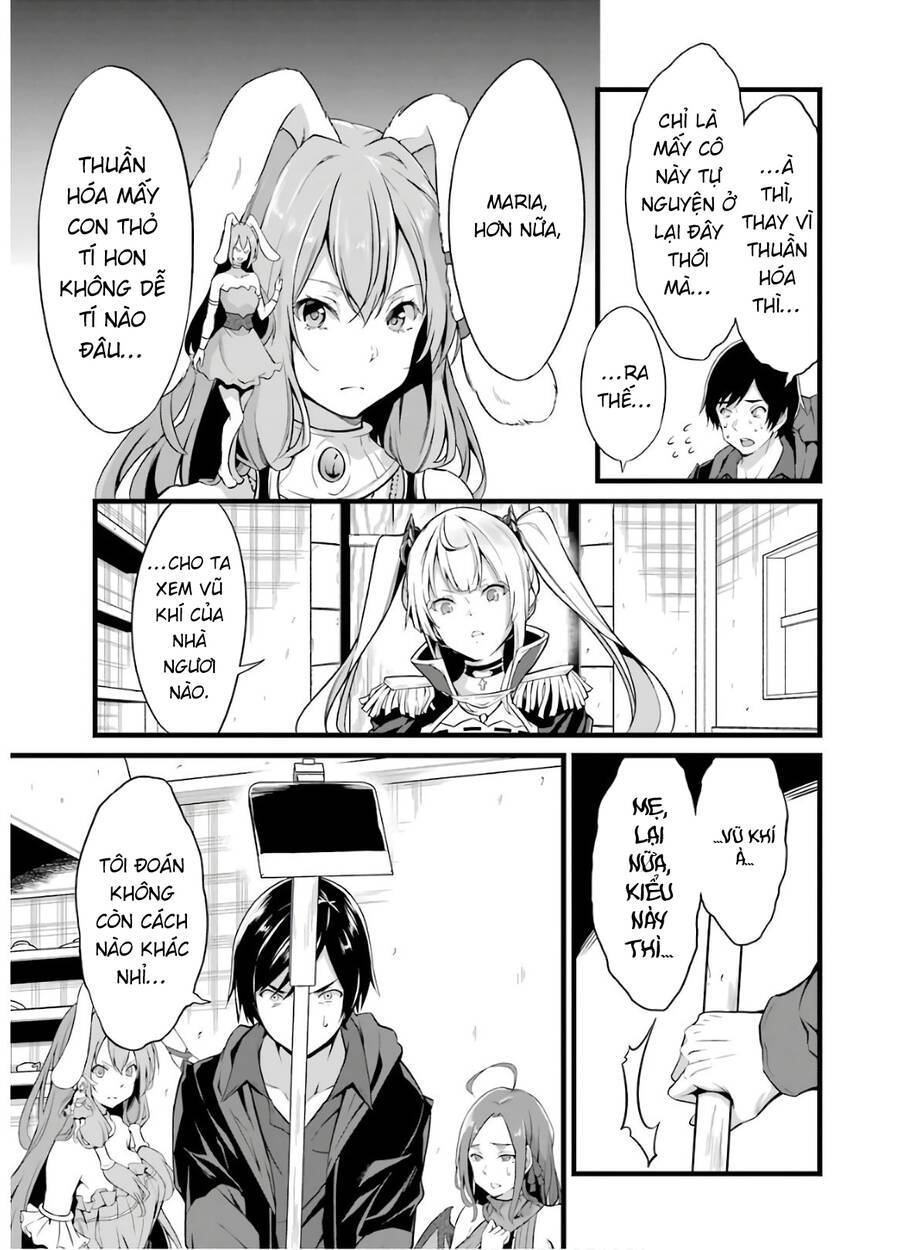 ...À
THÌ,
THAY VÌ
THUẦN
HÓA
THÌ...
CHỈ LÀ
MẤY CÔ
NÀY TỰ
NGUYỆN Ở
LẠI ĐÂY
THÔI
MÀ...
...RA
THẾ...
MARIA,
HƠN NỮA,
THUẦN
HÓA MẤY
CON THỎ
TÍ HON
KHÔNG DỄ
TÍ NÀO
ĐÂU...
...CHO TA
XEM VŨ
KHÍ CỦA
NHÀ
NGƯƠI
NÀO.
...VŨ KHÍ
À...
MẸ,
LẠI
NỮA,
KIỂU
NÀY
THÌ...
TÔI ĐOÁN
KHÔNG
CÒN CÁCH
NÀO KHÁC
NHỈ...